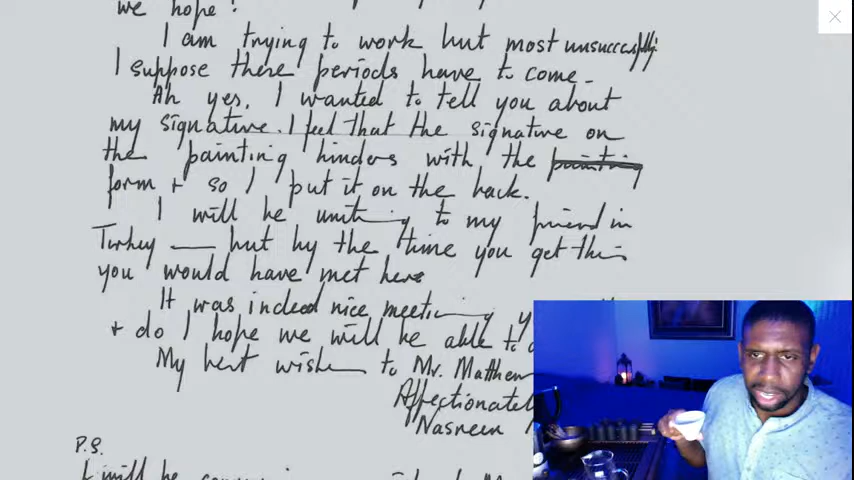 we hope!
I am trying to work but most unsuccessfully.
I suppose these periods have to come –
Ah yes, I wanted to tell you about
my signature. I feel that the signature on
the painting hinders with the painting
form + so I put it on the back.
I will be writing to my friend in
Turkey — but by the time you get this
you would have met her
It was indeed nice meeting
+ do I hope we will be able to
My best wishes to Mr. Matthew
Affectionately
Nasreen
P.S.
I will be